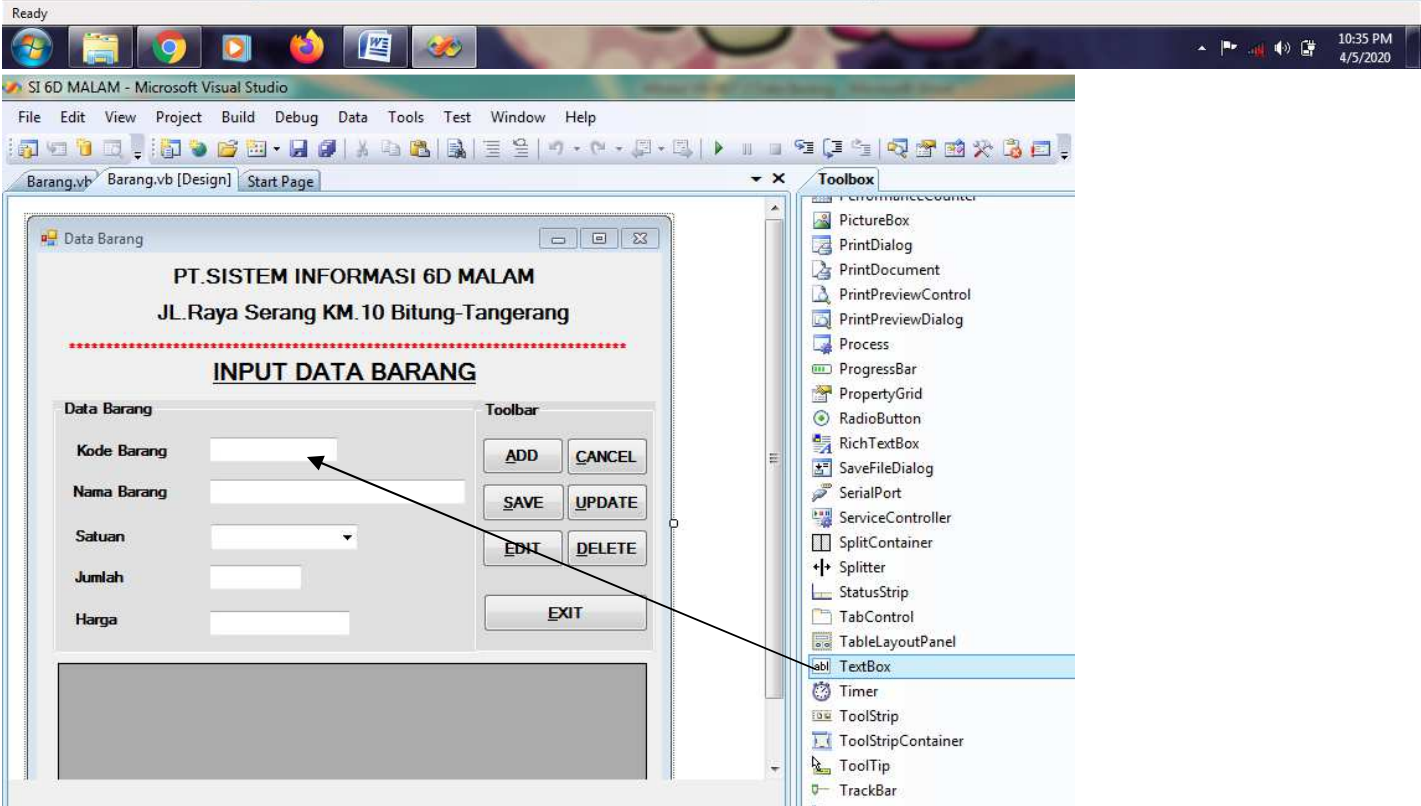 Ready
10:35 PM
4/5/2020
SI 6D MALAM - Microsoft Visual Studio
File Edit View Project Build Debug Data Tools Test Window Help
Barang.vb Barang.vb [Design] Start Page
Toolbox
Data Barang
PT.SISTEM INFORMASI 6D MALAM
JL.Raya Serang KM.10 Bitung-Tangerang
INPUT DATA BARANG
Data Barang
Kode Barang
Nama Barang
Satuan
Jumlah
Harga
Toolbar
ADD CANCEL
SAVE UPDATE
EDIT DELETE
EXIT
PerformanceCounter
PictureBox
PrintDialog
PrintDocument
PrintPreviewControl
PrintPreviewDialog
Process
ProgressBar
PropertyGrid
RadioButton
RichTextBox
SaveFileDialog
SerialPort
ServiceController
SplitContainer
Splitter
StatusStrip
TabControl
TableLayoutPanel
abl TextBox
Timer
ToolStrip
ToolStripContainer
ToolTip
TrackBar